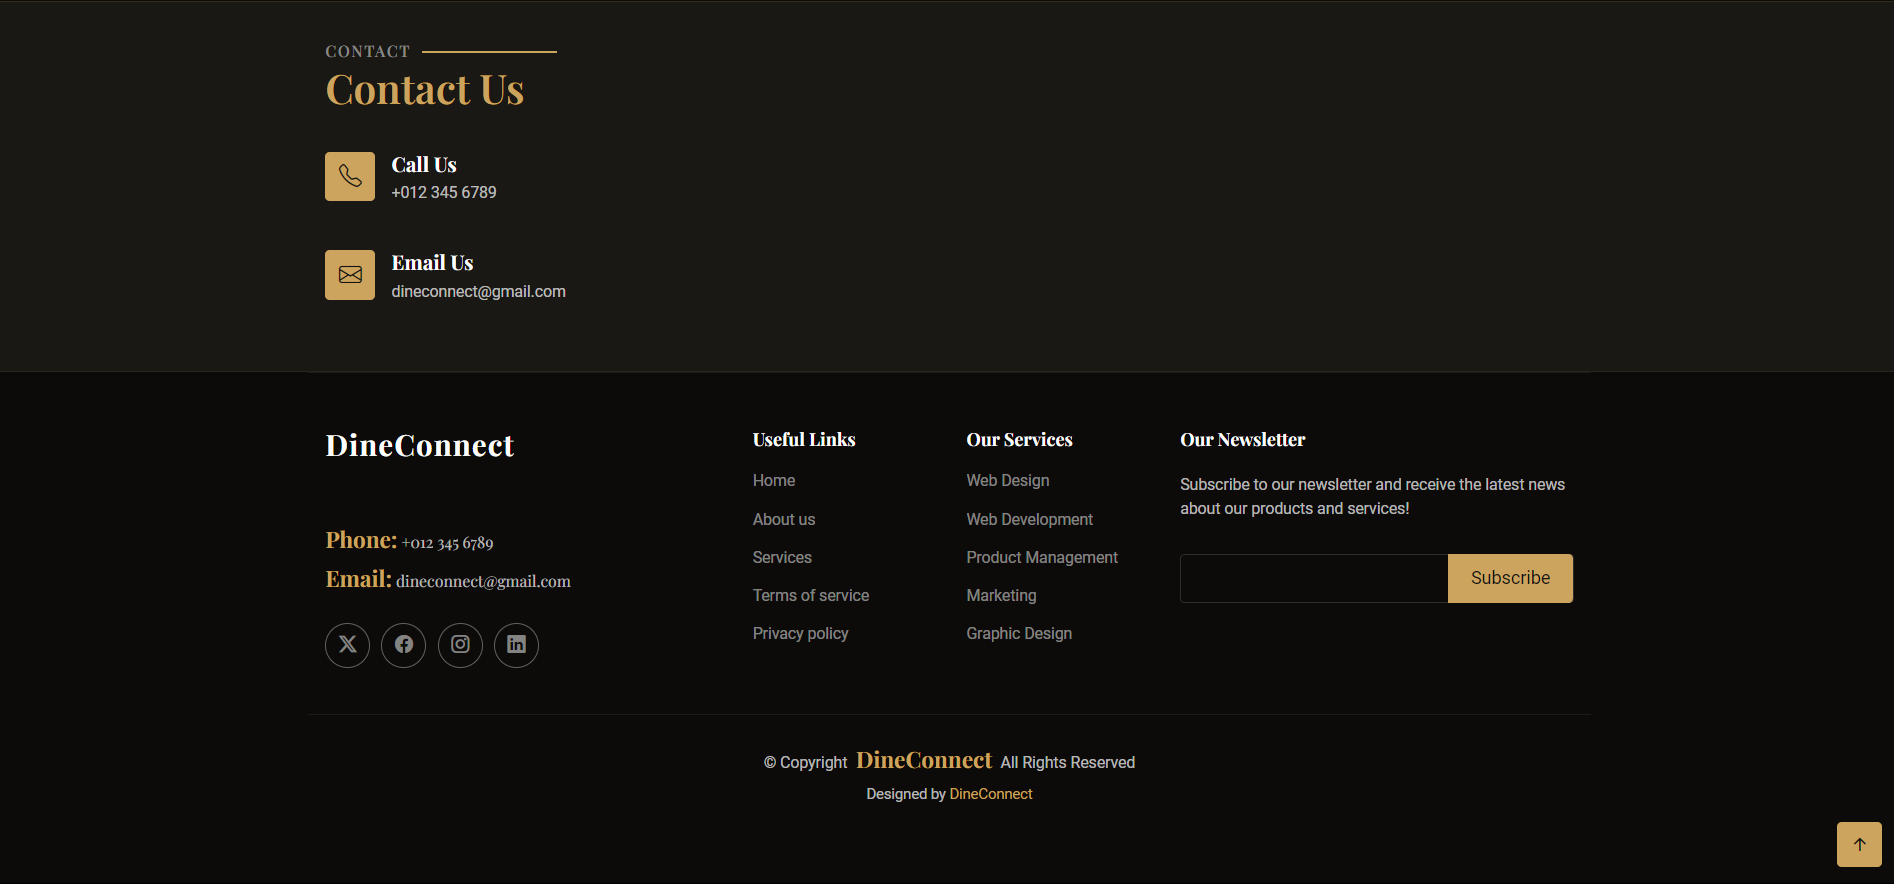 CONTACT
Contact Us
Call Us
+012 345 6789
Email Us
dineconnect@gmail.com
DineConnect
Phone: +012 345 6789
Email: dineconnect@gmail.com
Useful Links
Home
About us
Services
Terms of service
Privacy policy
Our Services
Web Design
Web Development
Product Management
Marketing
Graphic Design
Our Newsletter
Subscribe to our newsletter and receive the latest news
about our products and services!
Subscribe
© Copyright DineConnect All Rights Reserved
Designed by DineConnect